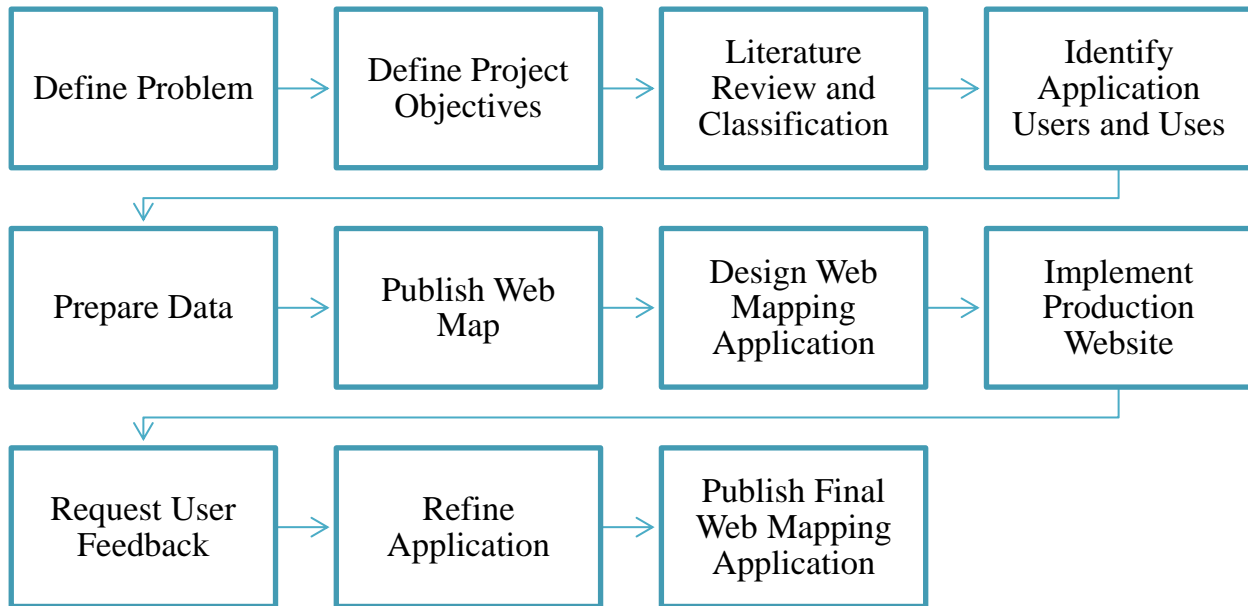 Define Problem
Define Project
Objectives
Literature
Review and
Classification
Identify
Application
Users and Uses
Prepare Data
Publish Web
Map
Design Web
Mapping
Application
Implement
Production
Website
Request User
Feedback
Refine
Application
Publish Final
Web Mapping
Application